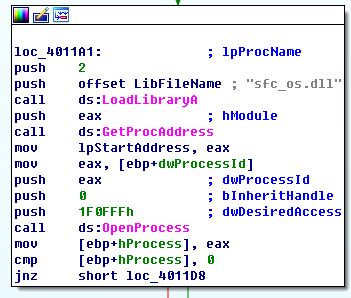 loc_4011A1: ; lpProcName
push 2
push offset LibFileName ; "sfc_os.dll"
call ds:LoadLibraryA
push eax ; hModule
call ds:GetProcAddress
mov lpStartAddress, eax
mov eax, [ebp+dwProcessId]
push eax ; dwProcessId
push 0 ; bInheritHandle
push 1F0FFFh ; dwDesiredAccess
call ds:OpenProcess
mov [ebp+hProcess], eax
cmp [ebp+hProcess], 0
jnz short loc_4011D8